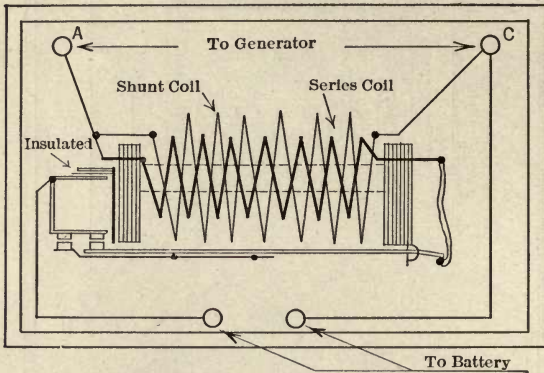 A
To Generator
C
Shunt Coil
Series Coil
Insulated
To Battery